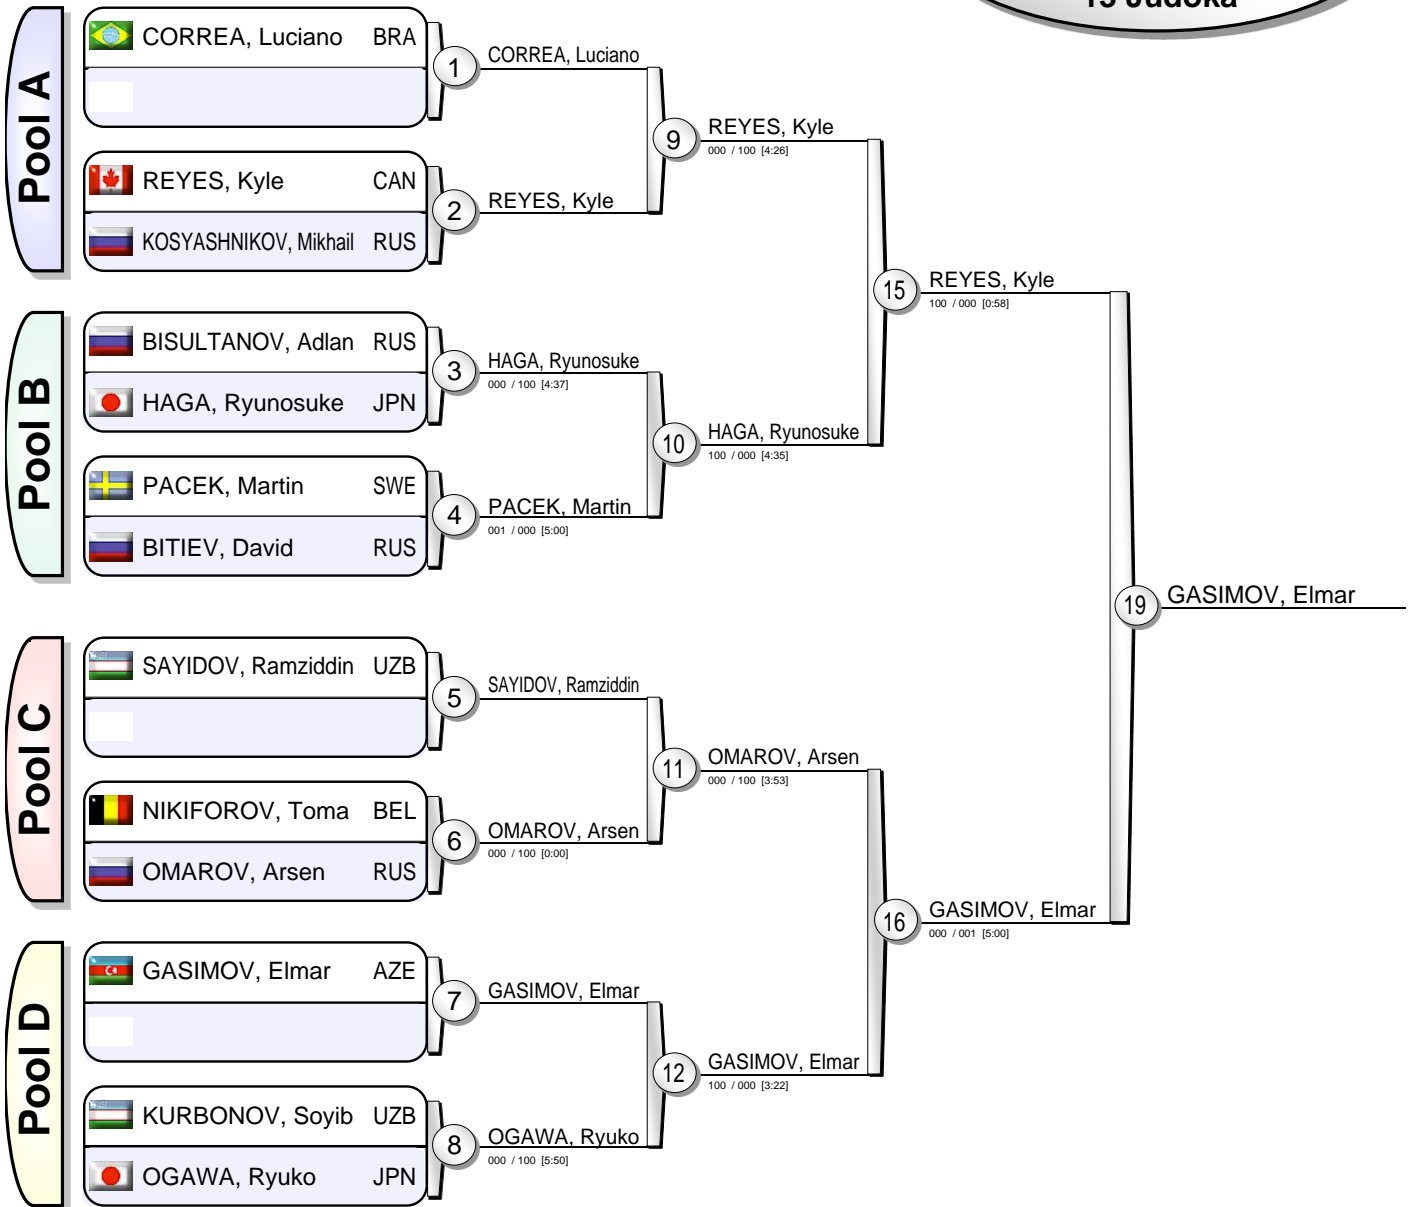 13 Judoka
Pool A
CORREA, Luciano BRA
REYES, Kyle CAN
KOSYASHNIKOV, Mikhail RUS
Pool B
BISULTANOV, Adlan RUS
HAGA, Ryunosuke JPN
PACEK, Martin SWE
BITIEV, David RUS
Pool C
SAYIDOV, Ramziddin UZB
NIKIFOROV, Toma BEL
OMAROV, Arsen RUS
Pool D
GASIMOV, Elmar AZE
KURBONOV, Soyib UZB
OGAWA, Ryuko JPN
1
CORREA, Luciano
2
REYES, Kyle
3
HAGA, Ryunosuke
000 / 100 [4:37]
4
PACEK, Martin
001 / 000 [5:00]
5
SAYIDOV, Ramziddin
6
OMAROV, Arsen
000 / 100 [0:00]
7
GASIMOV, Elmar
8
OGAWA, Ryuko
000 / 100 [5:50]
9
REYES, Kyle
000 / 100 [4:26]
10
HAGA, Ryunosuke
100 / 000 [4:35]
11
OMAROV, Arsen
000 / 100 [3:53]
12
GASIMOV, Elmar
100 / 000 [3:22]
15
REYES, Kyle
100 / 000 [0:58]
16
GASIMOV, Elmar
000 / 001 [5:00]
19
GASIMOV, Elmar